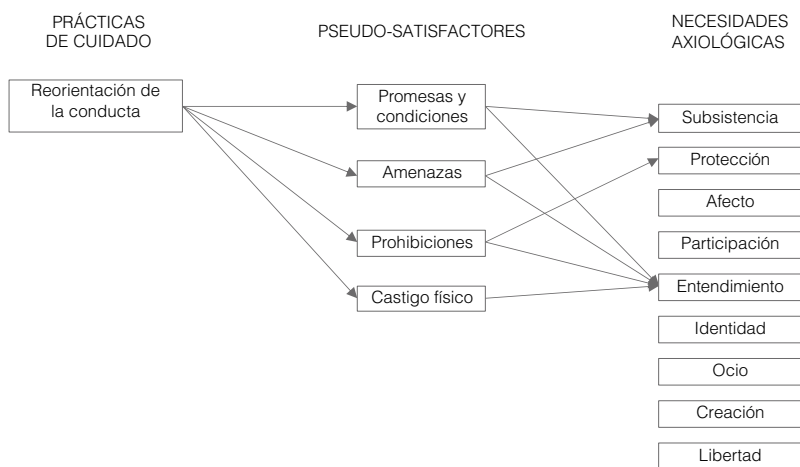 PRÁCTICAS
DE CUIDADO
PSEUDO-SATISFACTORES
NECESIDADES
AXIOLÓGICAS
Reorientación de
la conducta
Promesas y
condiciones
Amenazas
Prohibiciones
Castigo físico
Subsistencia
Protección
Afecto
Participación
Entendimiento
Identidad
Ocio
Creación
Libertad